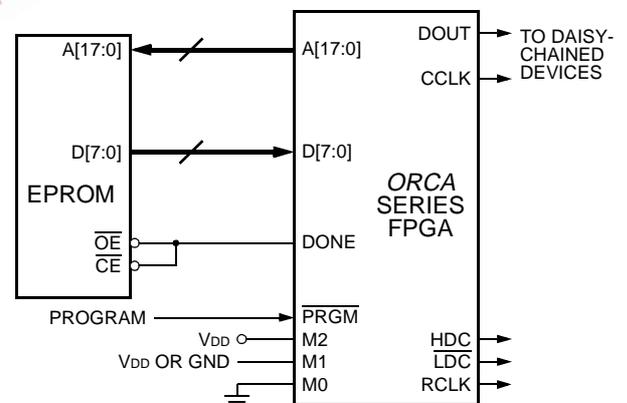 A[17:0]
D[7:0]
EPROM
OE
CE
PROGRAM
VDD
VDD OR GND
A[17:0]
D[7:0]
DONE
PRGM
M2
M1
M0
ORCA
SERIES
FPGA
DOUT
CCLK
HDC
LDC
RCLK
TO DAISY-
CHAINED
DEVICES